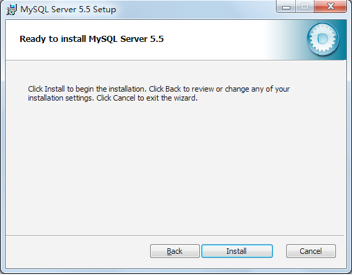 MySQL Server 5.5 Setup
Ready to install MySQL Server 5.5
Click Install to begin the installation. Click Back to review or change any of your
installation settings. Click Cancel to exit the wizard.
Back Install Cancel